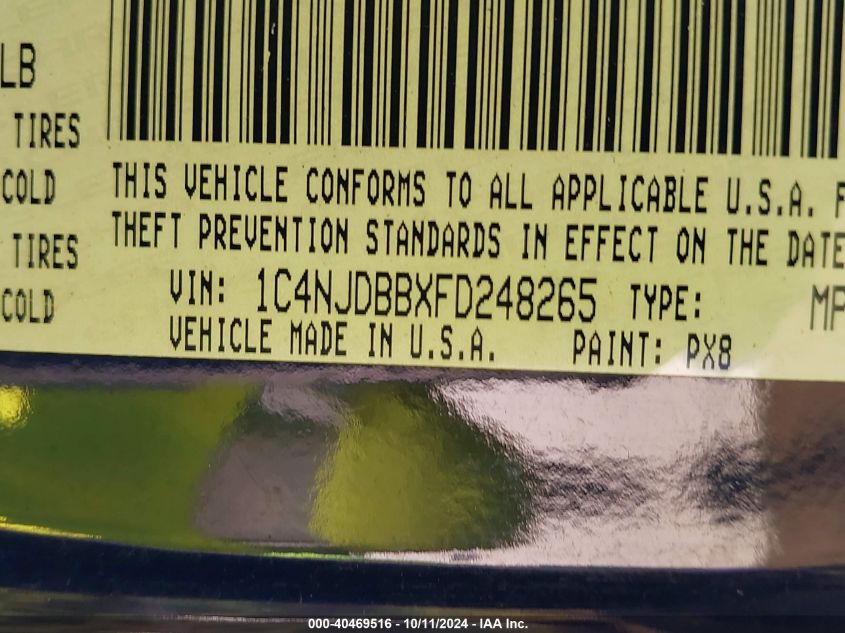 LB
TIRES
COLD
THIS VEHICLE CONFORMS TO ALL APPLICABLE U.S.A. F
THEFT PREVENTION STANDARDS IN EFFECT ON THE DATE
TIRES
COLD
VIN: 1C4NJDBBXFD248265 TYPE: MP
VEHICLE MADE IN U.S.A. PAINT: PX8
000-40469516 - 10/11/2024 - IAA Inc.